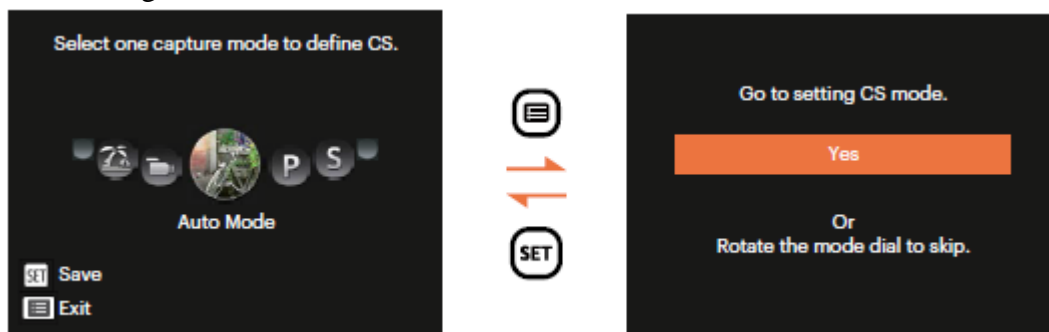 Select one capture mode to define CS.
P S
Auto Mode
SET Save
Exit
SET
Go to setting CS mode.
Yes
Or
Rotate the mode dial to skip.